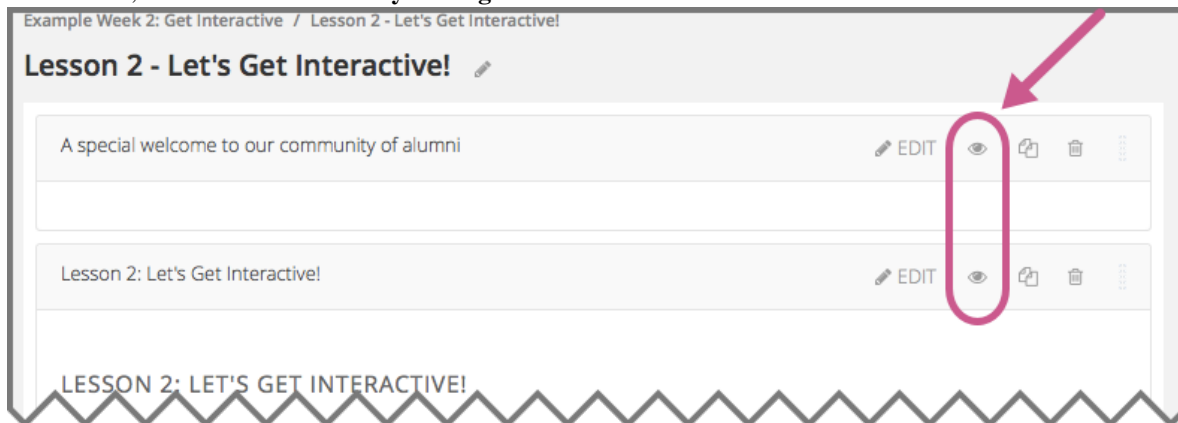 Example Week 2: Get Interactive / Lesson 2 - Let's Get Interactive!
Lesson 2 - Let's Get Interactive!
A special welcome to our community of alumni EDIT
Lesson 2: Let's Get Interactive! EDIT
LESSON 2: LET'S GET INTERACTIVE!